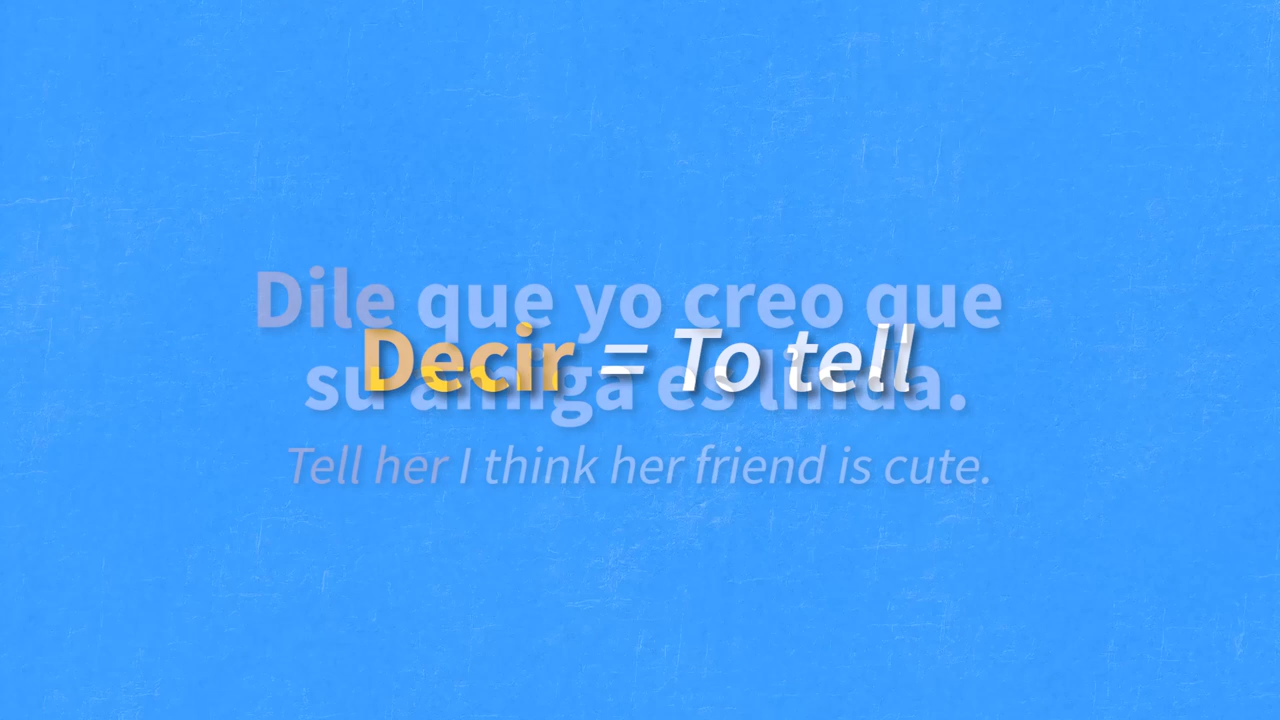 Dile que yo creo que
Decir = To tell
su amiga es linda.
Tell her I think her friend is cute.